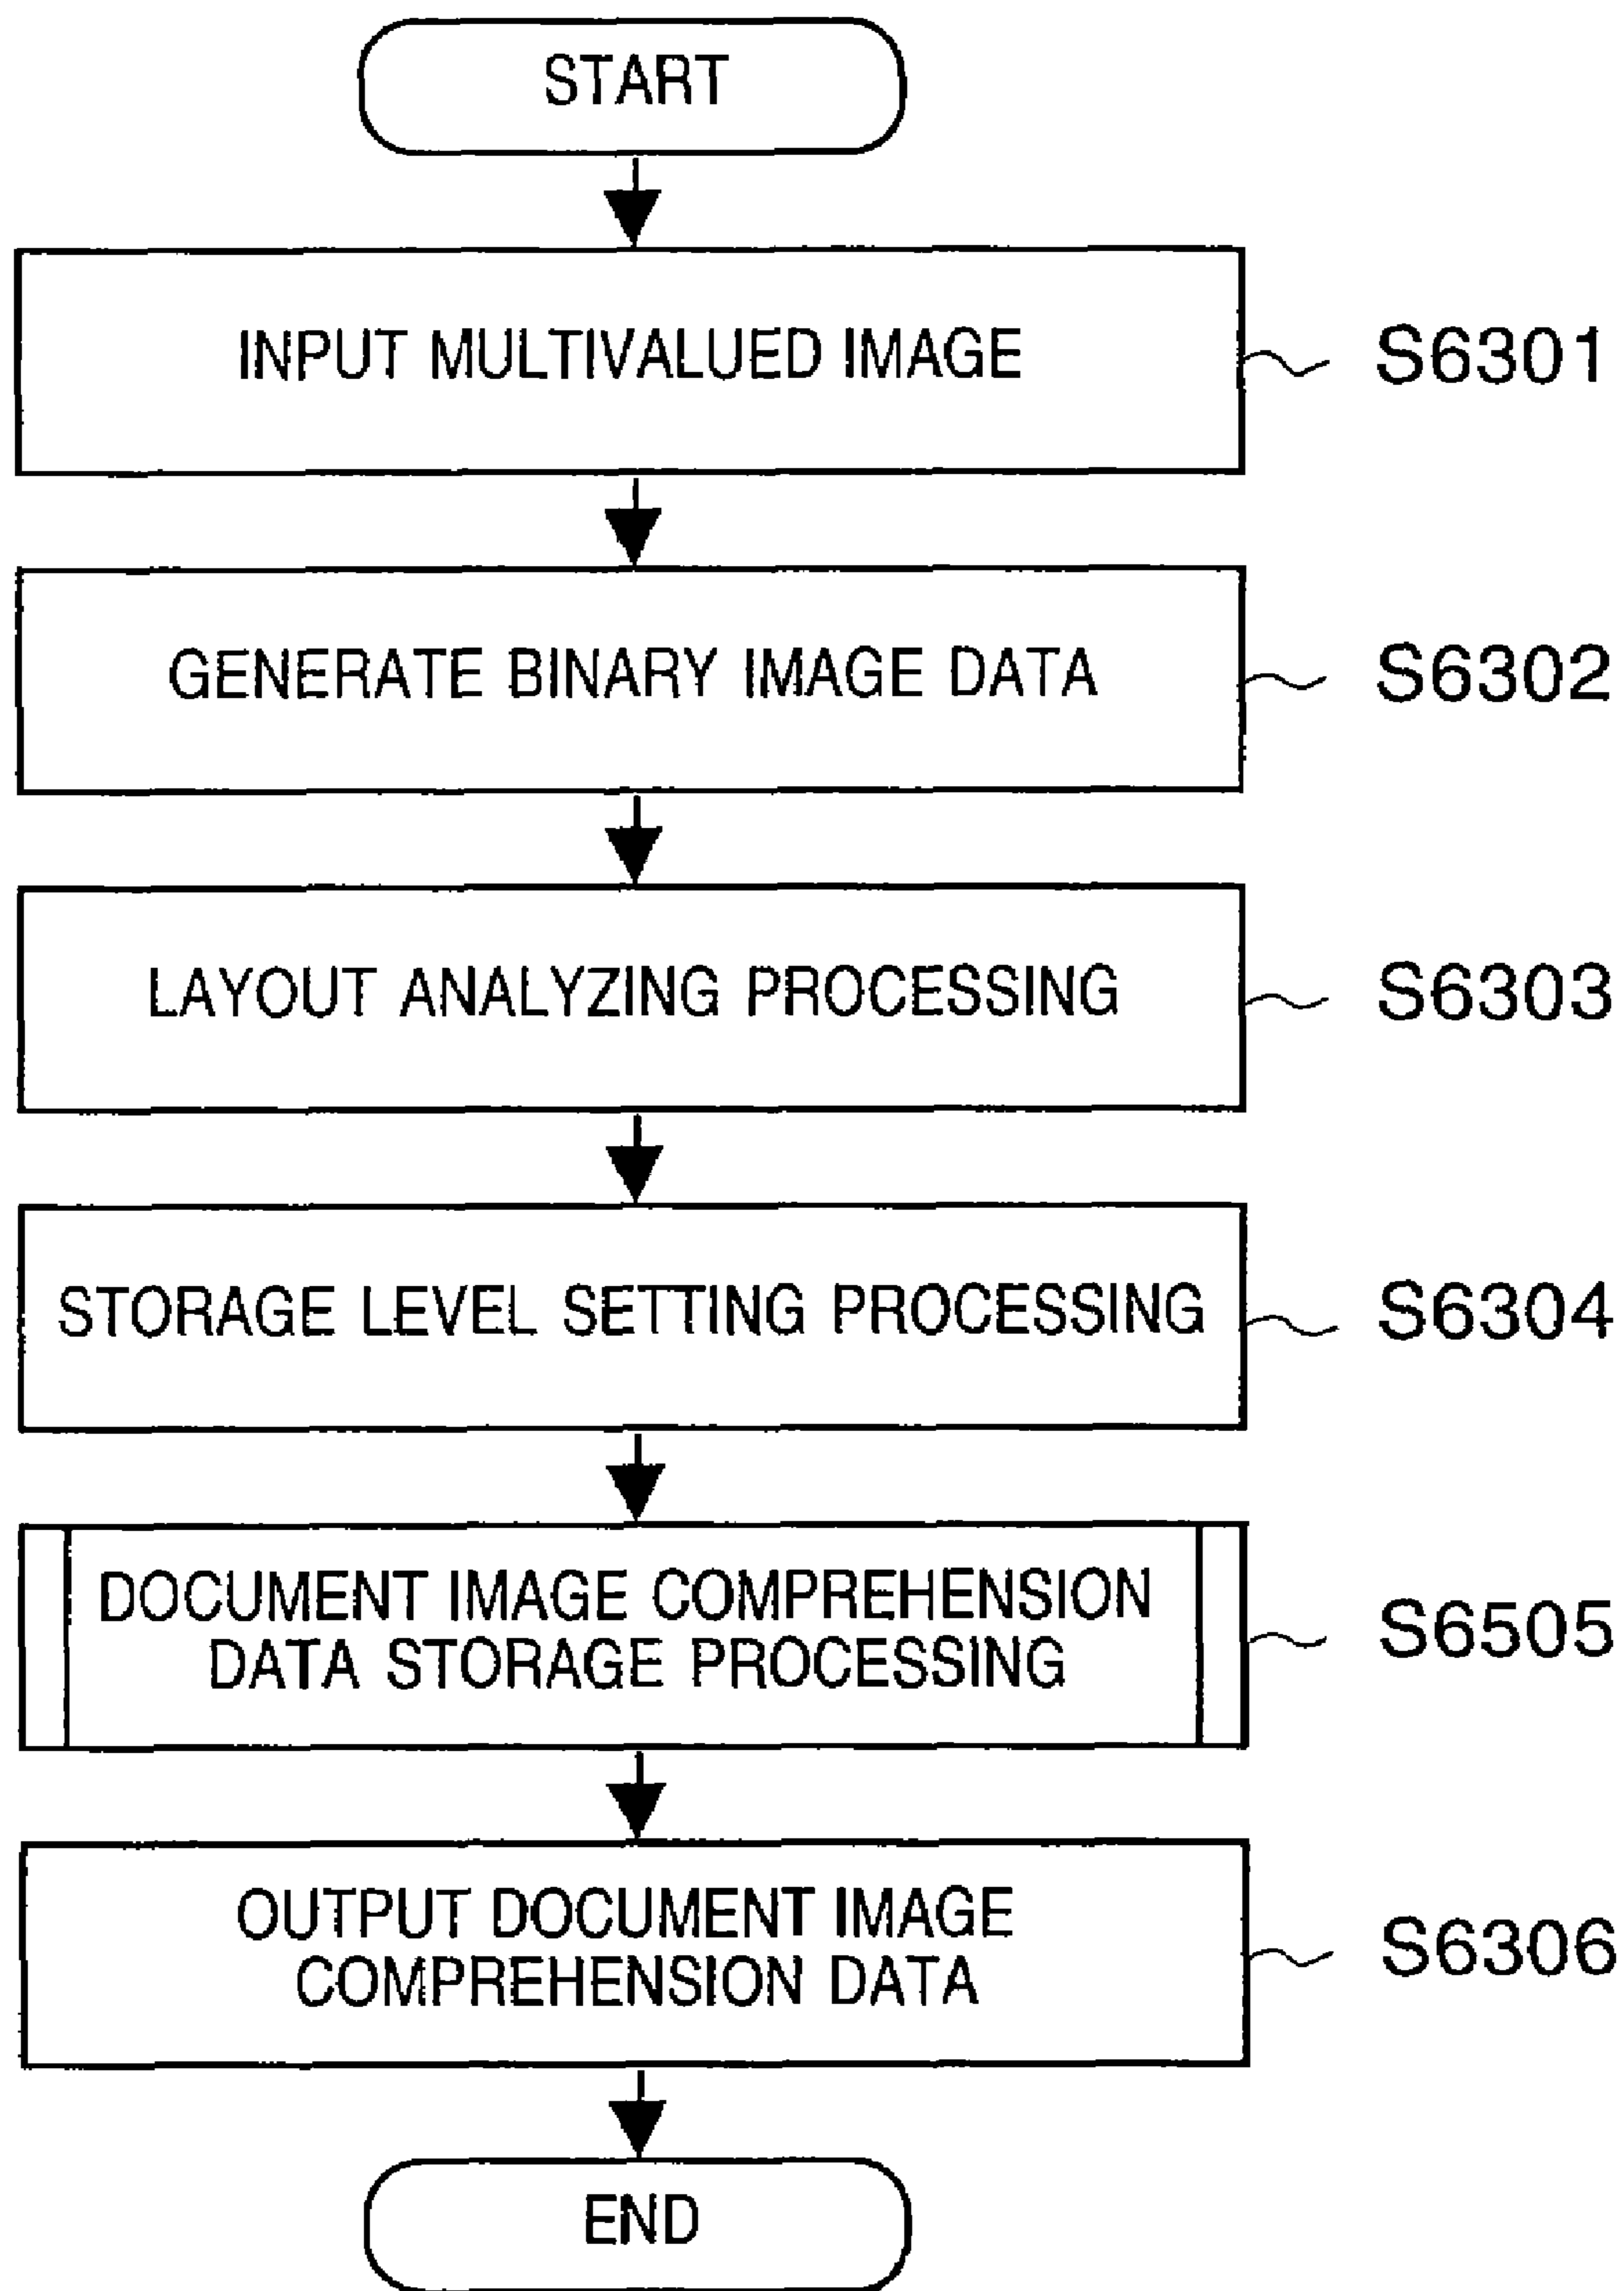 START
INPUT MULTIVALUED IMAGE
S6301
GENERATE BINARY IMAGE DATA
S6302
LAYOUT ANALYZING PROCESSING
S6303
STORAGE LEVEL SETTING PROCESSING
S6304
DOCUMENT IMAGE COMPREHENSION
DATA STORAGE PROCESSING
S6505
OUTPUT DOCUMENT IMAGE
COMPREHENSION DATA
S6306
END